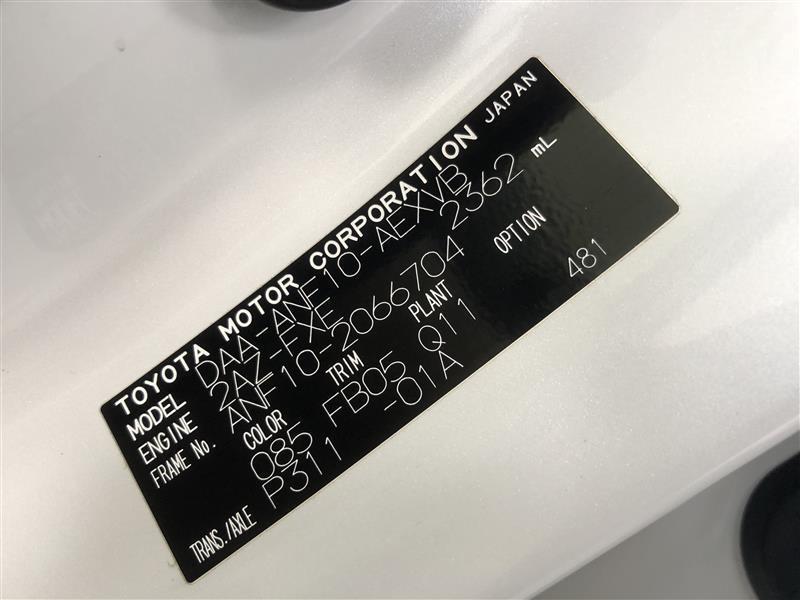 TOYOTA MOTOR CORPORATION JAPAN
MODEL DAA-ANF10-AEXVB
ENGINE 2AZ-FXE 2362 mL
FRAME No. ANF10-2066704
COLOR TRIM PLANT OPTION
085 FB05 Q11 481
TRANS./AXLE P311 -01A